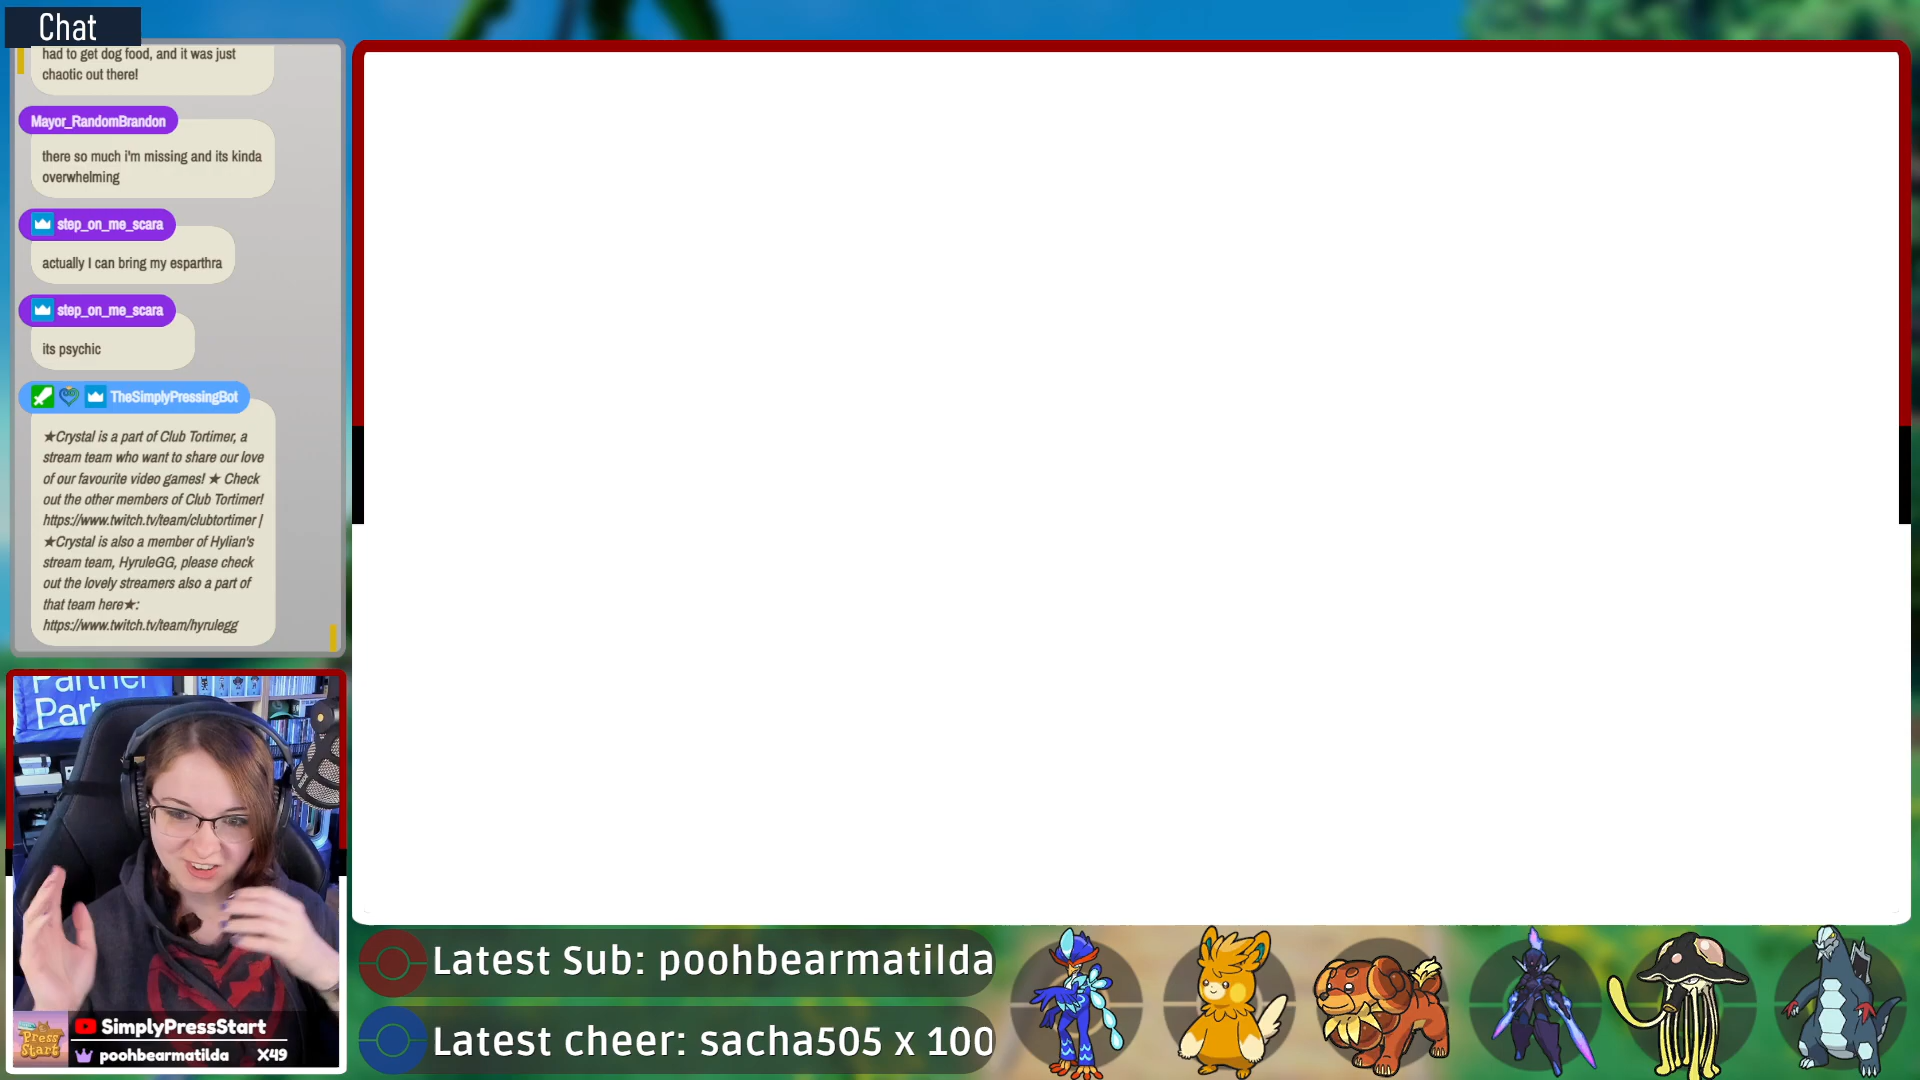 Chat
had to get dog food, and it was just
chaotic out there!
Mayor_RandomBrandon
there so much i'm missing and its kinda
overwhelming
step_on_me_scara
actually I can bring my esparthra
step_on_me_scara
its psychic
TheSimplyPressingBot
★Crystal is a part of Club Tortimer, a
stream team who want to share our love
of our favourite video games! ★ Check
out the other members of Club Tortimer!
https://www.twitch.tv/team/clubtortimer |
★Crystal is also a member of Hylian's
stream team, HyruleGG, please check
out the lovely streamers also a part of
that team here★:
https://www.twitch.tv/team/hyrulegg
Partner
Part
Press
Start
SimplyPressStart
poohbearmatilda X49
Latest Sub: poohbearmatilda
Latest cheer: sacha505 x 100